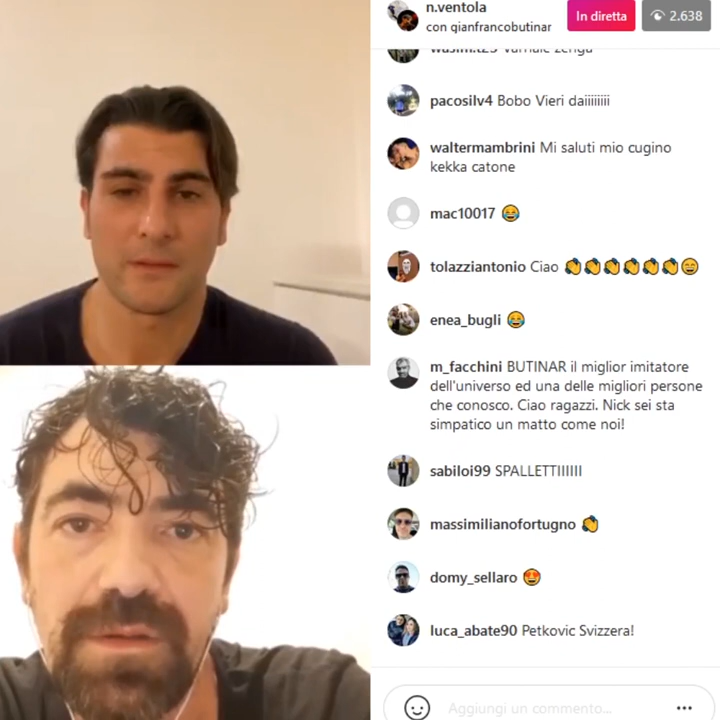 n.ventola
con gianfrancobutinar
In diretta
2.638
pacosilv4 Bobo Vieri daiiiiiiii
waltermambrini Mi saluti mio cugino
kekka catone
mac10017 😂
tolazziantonio Ciao 👏👏👏👏👏👏😄
enea_bugli 😂
m_facchini BUTINAR il miglior imitatore
dell'universo ed una delle migliori persone
che conosco. Ciao ragazzi. Nick sei sta
simpatico un matto come noi!
sabiloi99 SPALLETTIIIIII
massimilianofortugno 👏
domy_sellaro 😍
luca_abate90 Petkovic Svizzera!
Aggiungi un commento...